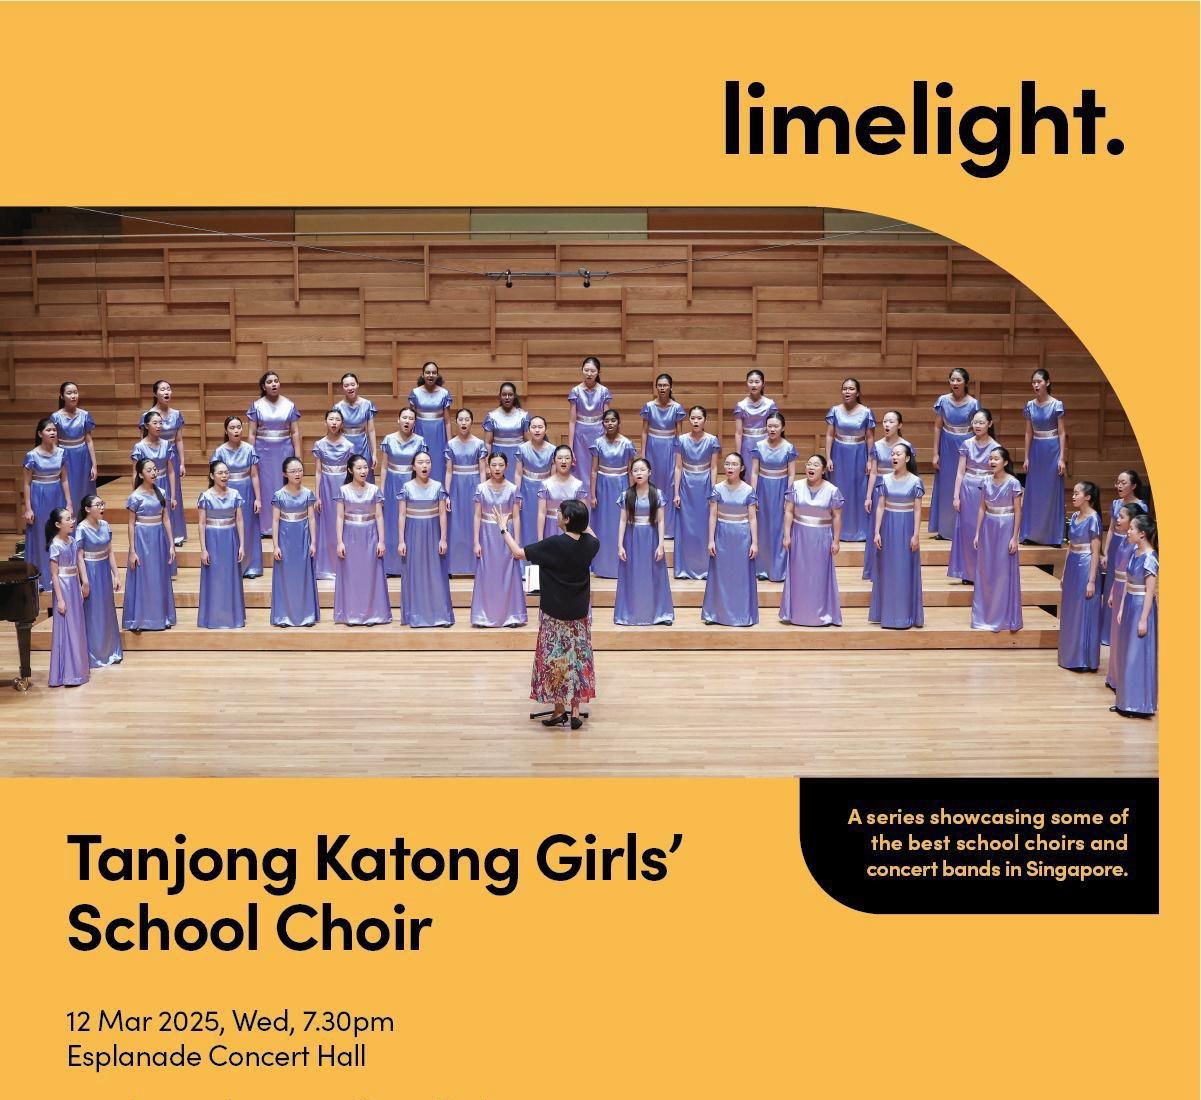 limelight.
A series showcasing some of
the best school choirs and
concert bands in Singapore.
Tanjong Katong Girls’
School Choir
12 Mar 2025, Wed, 7.30pm
Esplanade Concert Hall